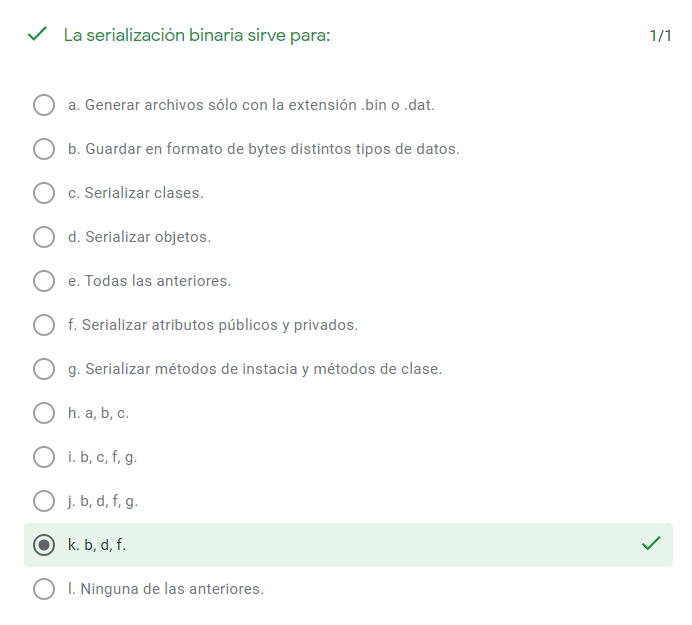 La serialización binaria sirve para:
1/1
a. Generar archivos sólo con la extensión .bin o .dat.
b. Guardar en formato de bytes distintos tipos de datos.
c. Serializar clases.
d. Serializar objetos.
e. Todas las anteriores.
f. Serializar atributos públicos y privados.
g. Serializar métodos de instacia y métodos de clase.
h. a, b, c.
i. b, c, f, g.
j. b, d, f, g.
k. b, d, f.
l. Ninguna de las anteriores.